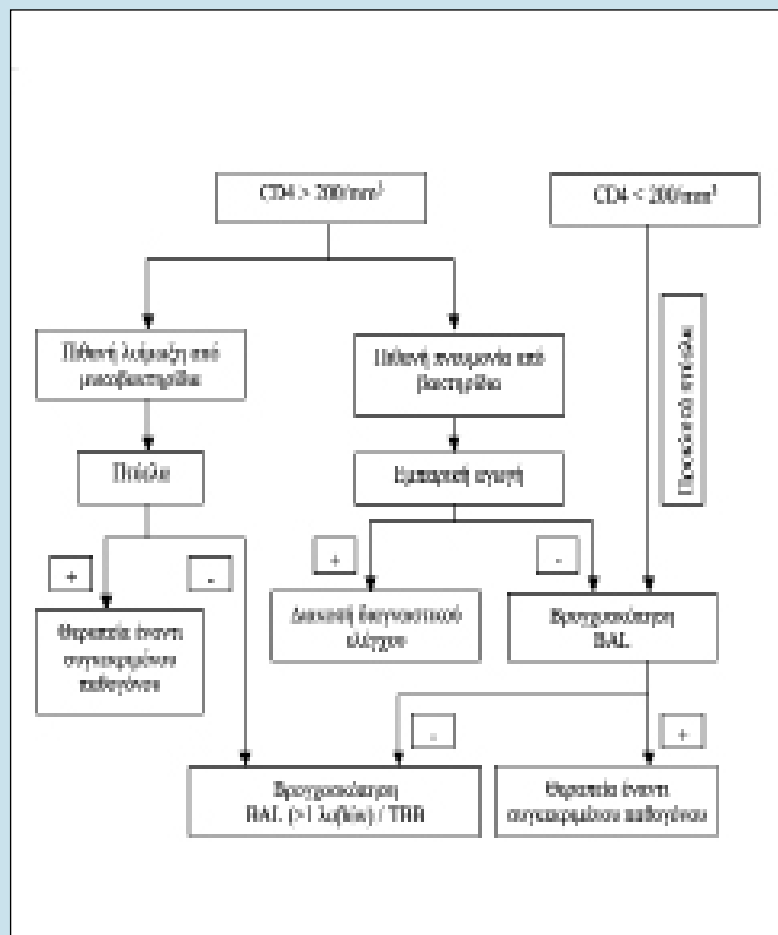 CD4 > 200/mm³
CD4 < 200/mm³
Πιθανή λοίμωξη από
μυκοβακτηρίδια
Πιθανή πνευμονία από
βακτηρίδια
Πτύελα
Εμπειρική αγωγή
+
-
+
-
Θεραπεία έναντι
συγκεκριμένου
παθογόνου
Διακοπή διαγνωστικού
ελέγχου
Βρογχοσκόπηση
BAL
-
+
Βρογχοσκόπηση
BAL (>1 λοβών) / TBB
Θεραπεία έναντι
συγκεκριμένου παθογόνου